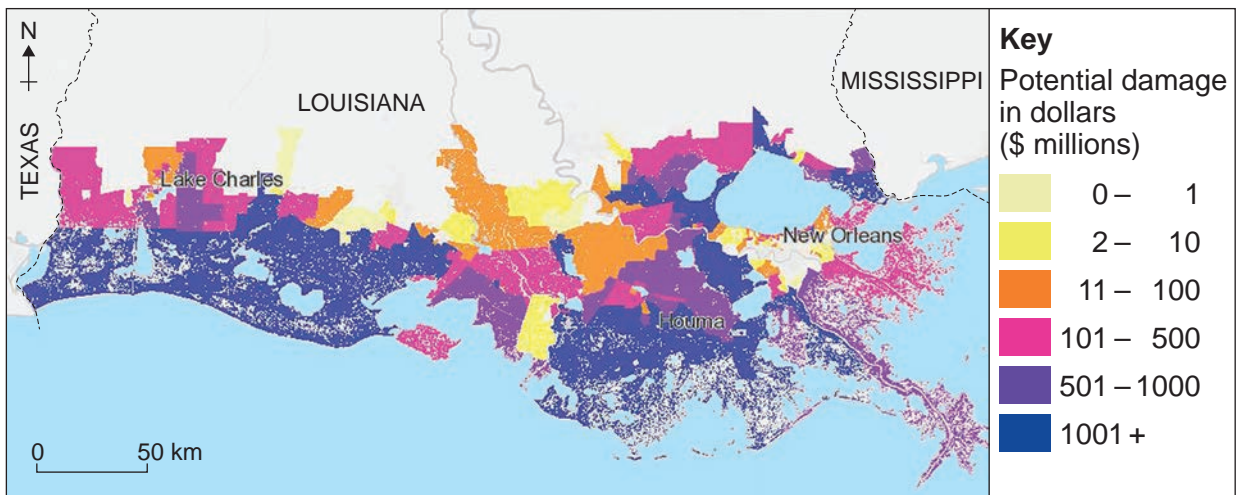 N
TEXAS
LOUISIANA
MISSISSIPPI
Lake Charles
New Orleans
Houma
0 50 km
Key
Potential damage
in dollars
($ millions)
0 – 1
2 – 10
11 – 100
101 – 500
501 – 1000
1001 +